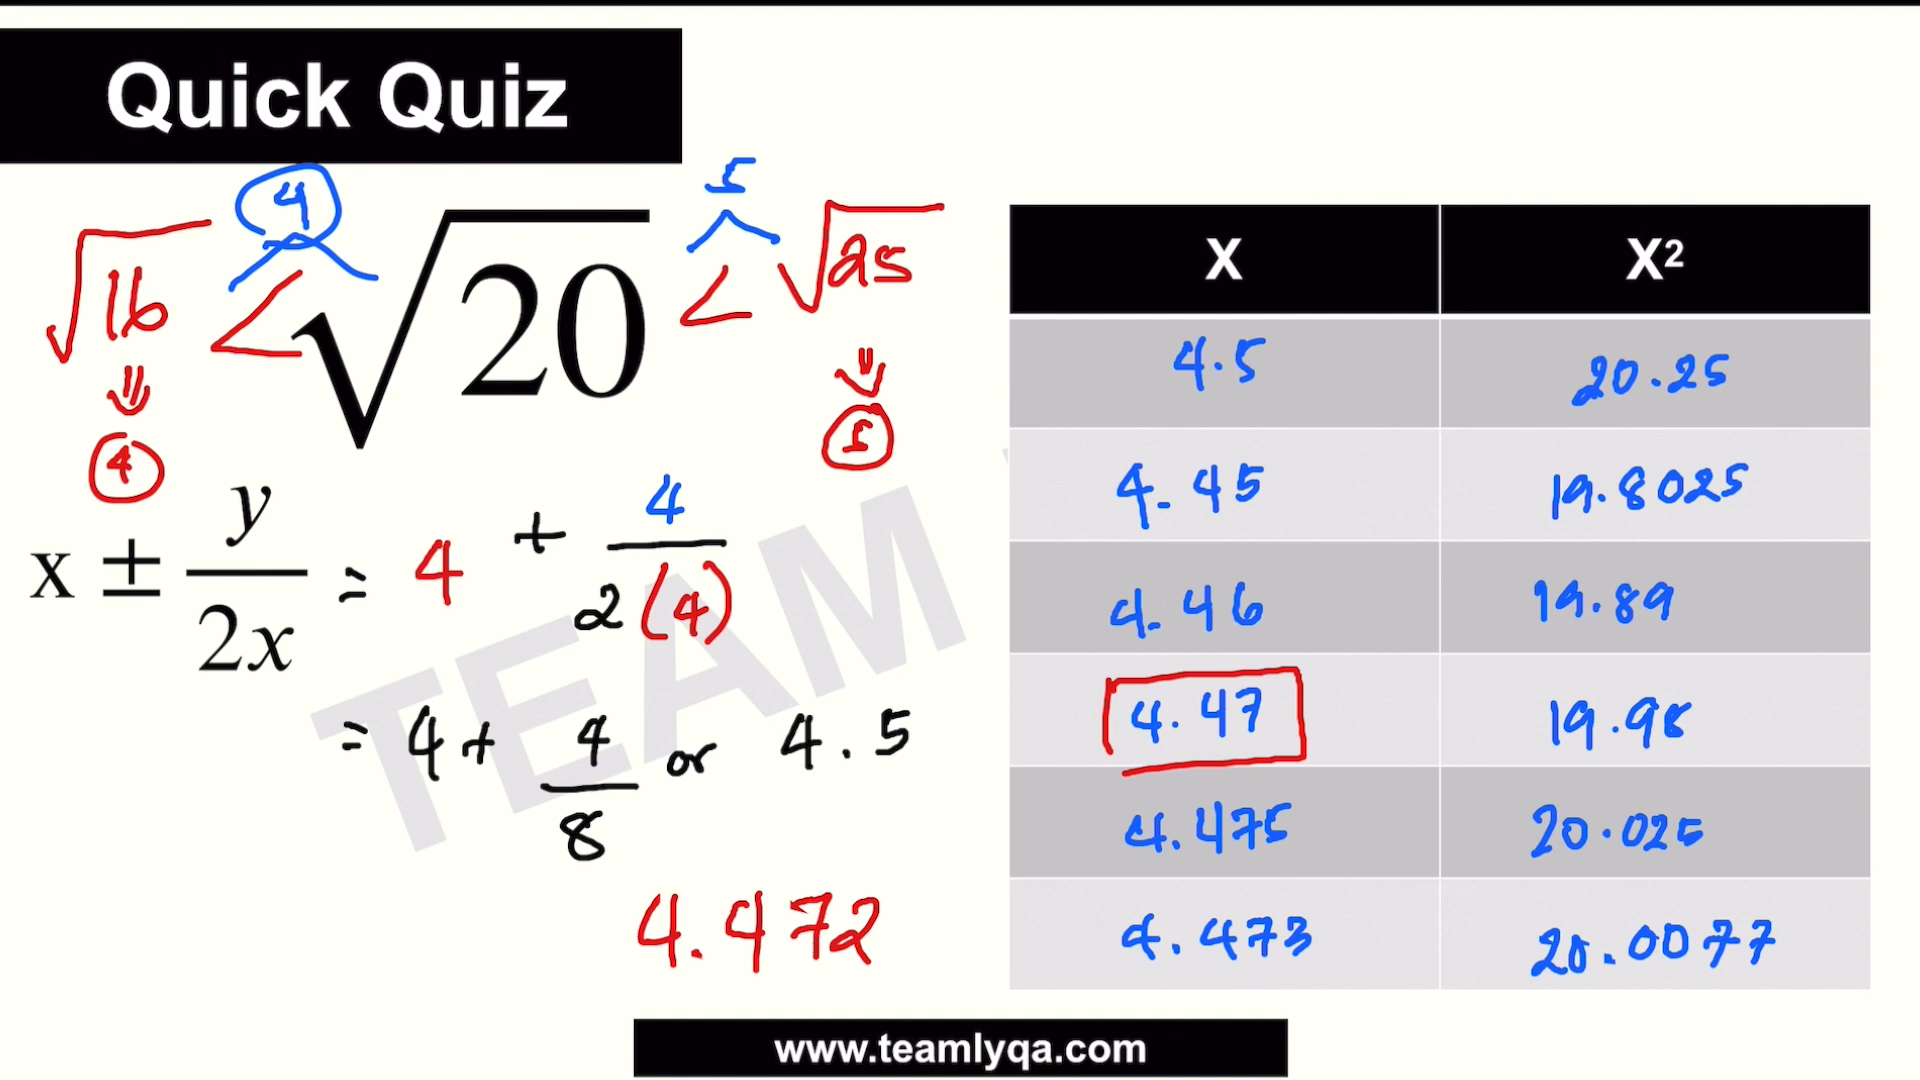 Quick Quiz
4
5
√16 < √20 < √25
4
5
x ± y/2x = 4 + 4/2(4)
= 4 + 4/8 or 4.5
4.472
X X²
4.5 20.25
4.45 19.8025
4.46 19.89
4.47 19.98
4.475 20.025
4.473 20.0077
TEAM
www.teamlyqa.com